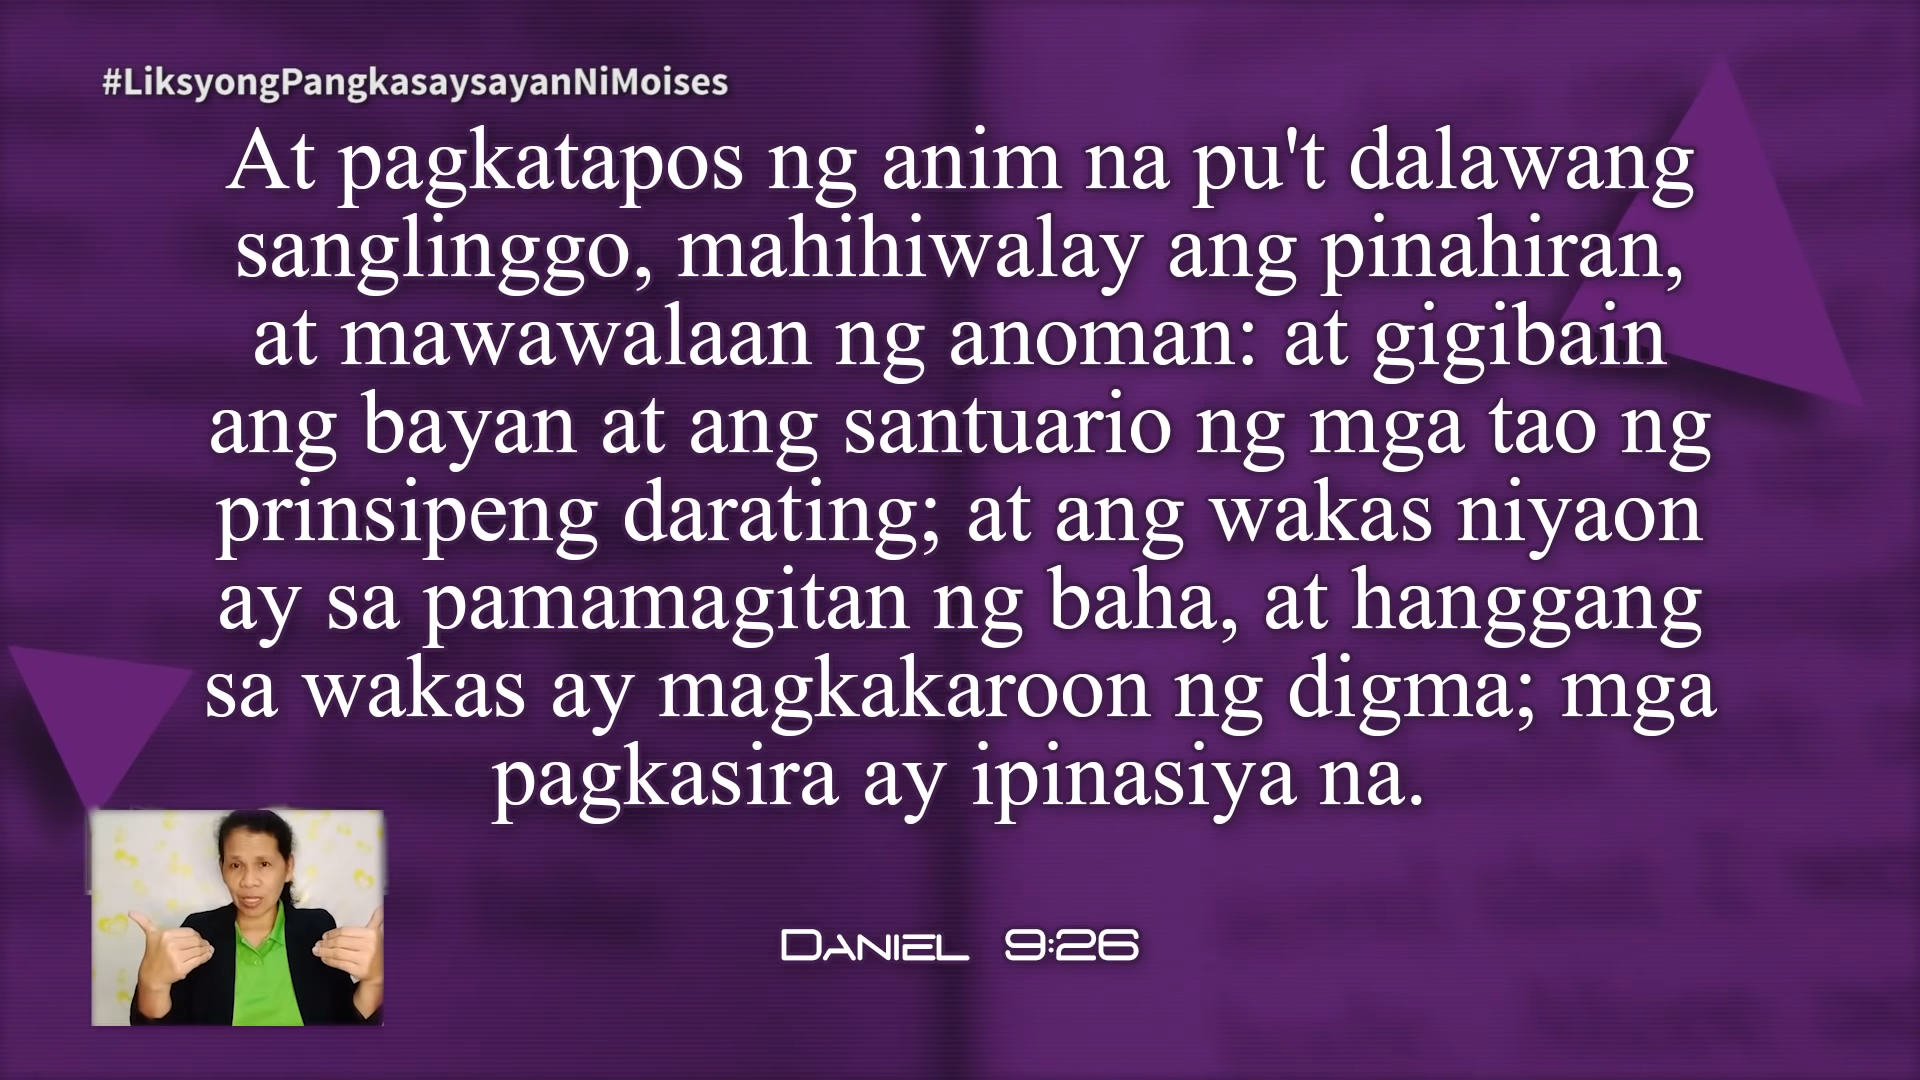 #LiksyongPangkasaysayanNiMoises
At pagkatapos ng anim na pu't dalawang
sanglinggo, mahihiwalay ang pinahiran,
at mawawalaan ng anoman: at gigibain
ang bayan at ang santuario ng mga tao ng
prinsipeng darating; at ang wakas niyaon
ay sa pamamagitan ng baha, at hanggang
sa wakas ay magkakaroon ng digma; mga
pagkasira ay ipinasiya na.
Daniel 9:26